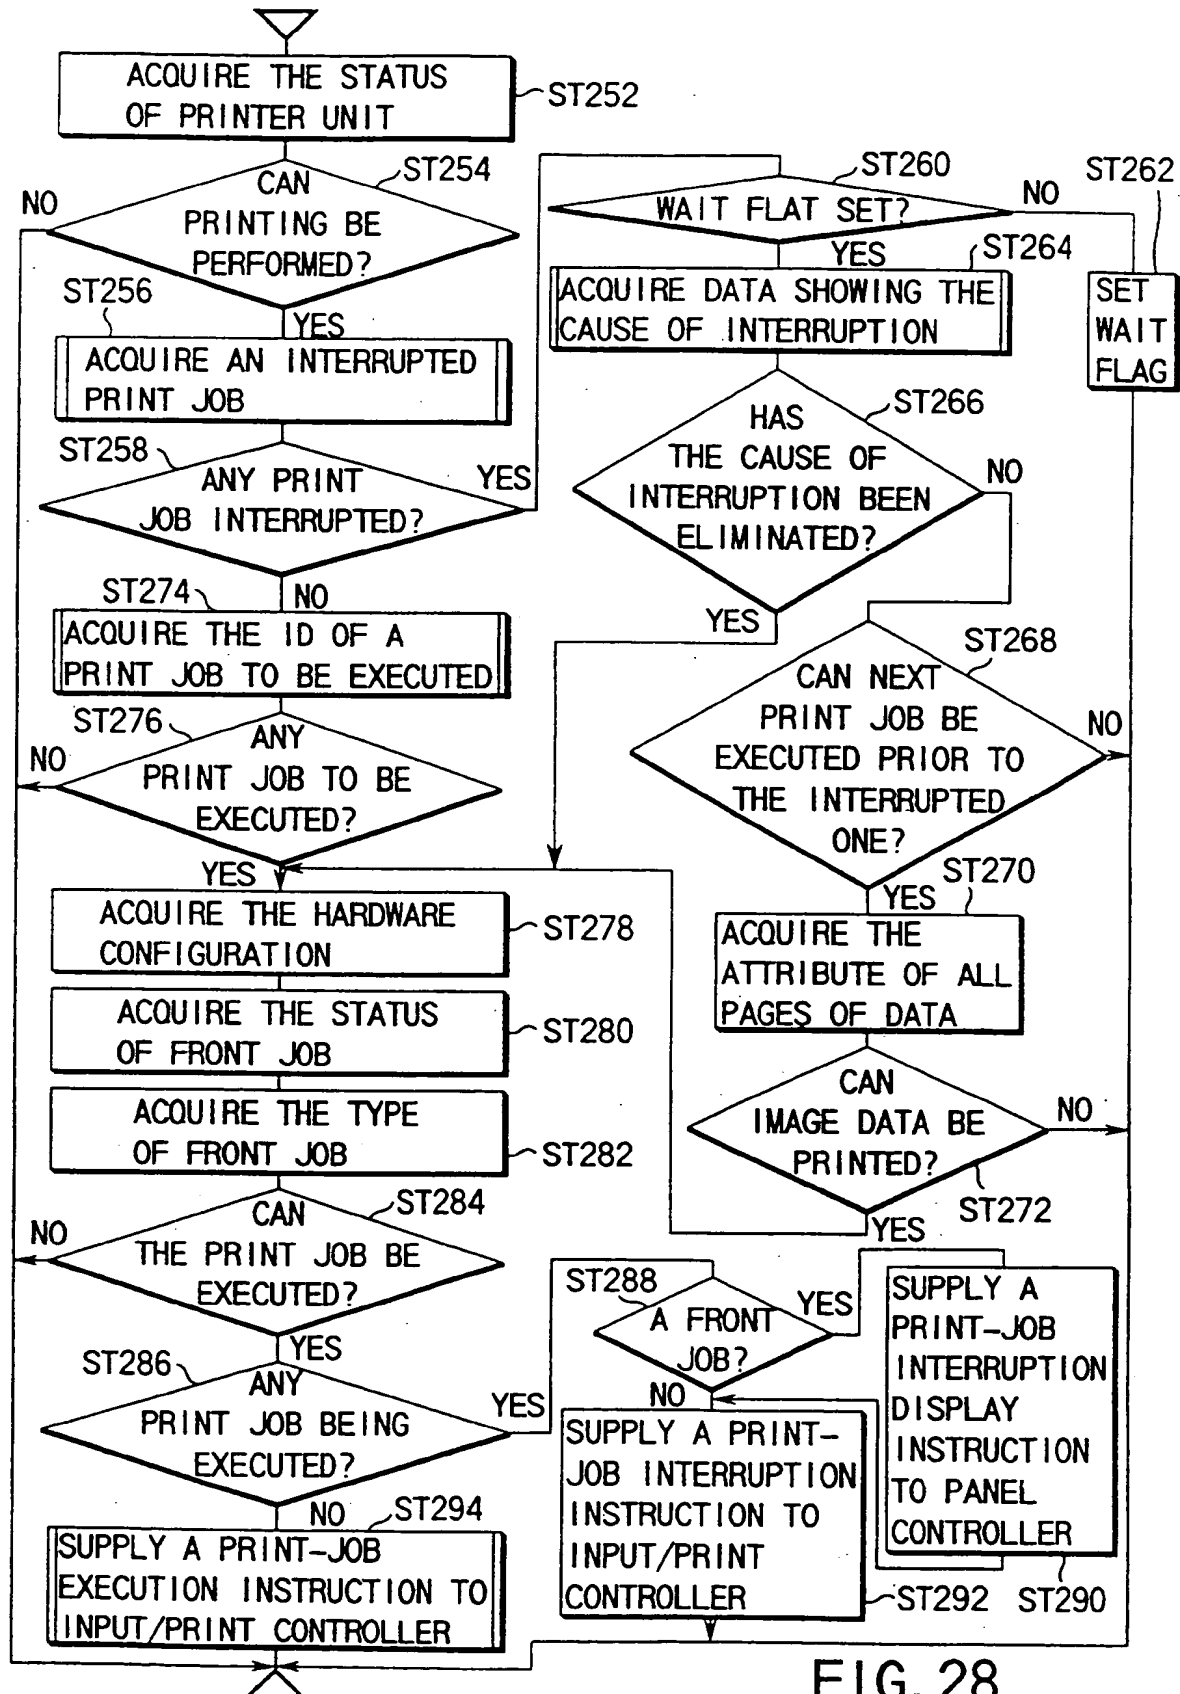 ACQUIRE THE STATUS
OF PRINTER UNIT
ST252
CAN
PRINTING BE
PERFORMED?
ST254
NO
YES
ST256
ACQUIRE AN INTERRUPTED
PRINT JOB
ST258
ANY PRINT
JOB INTERRUPTED?
YES
NO
ST260
WAIT FLAT SET?
NO
YES
ST262
SET
WAIT
FLAG
ST264
ACQUIRE DATA SHOWING THE
CAUSE OF INTERRUPTION
ST266
HAS
THE CAUSE OF
INTERRUPTION BEEN
ELIMINATED?
NO
YES
ST268
CAN NEXT
PRINT JOB BE
EXECUTED PRIOR TO
THE INTERRUPTED
ONE?
NO
YES
ST270
ACQUIRE THE
ATTRIBUTE OF ALL
PAGES OF DATA
CAN
IMAGE DATA BE
PRINTED?
NO
ST272
YES
ST274
ACQUIRE THE ID OF A
PRINT JOB TO BE EXECUTED
ST276
ANY
PRINT JOB TO BE
EXECUTED?
NO
YES
ACQUIRE THE HARDWARE
CONFIGURATION
ST278
ACQUIRE THE STATUS
OF FRONT JOB
ST280
ACQUIRE THE TYPE
OF FRONT JOB
ST282
ST284
CAN
THE PRINT JOB BE
EXECUTED?
NO
YES
ST286
ANY
PRINT JOB BEING
EXECUTED?
YES
NO
ST288
A FRONT
JOB?
YES
NO
SUPPLY A
PRINT-JOB
INTERRUPTION
DISPLAY
INSTRUCTION
TO PANEL
CONTROLLER
ST290
SUPPLY A PRINT-
JOB INTERRUPTION
INSTRUCTION TO
INPUT/PRINT
CONTROLLER
ST292
ST294
SUPPLY A PRINT-JOB
EXECUTION INSTRUCTION TO
INPUT/PRINT CONTROLLER
FIG. 28